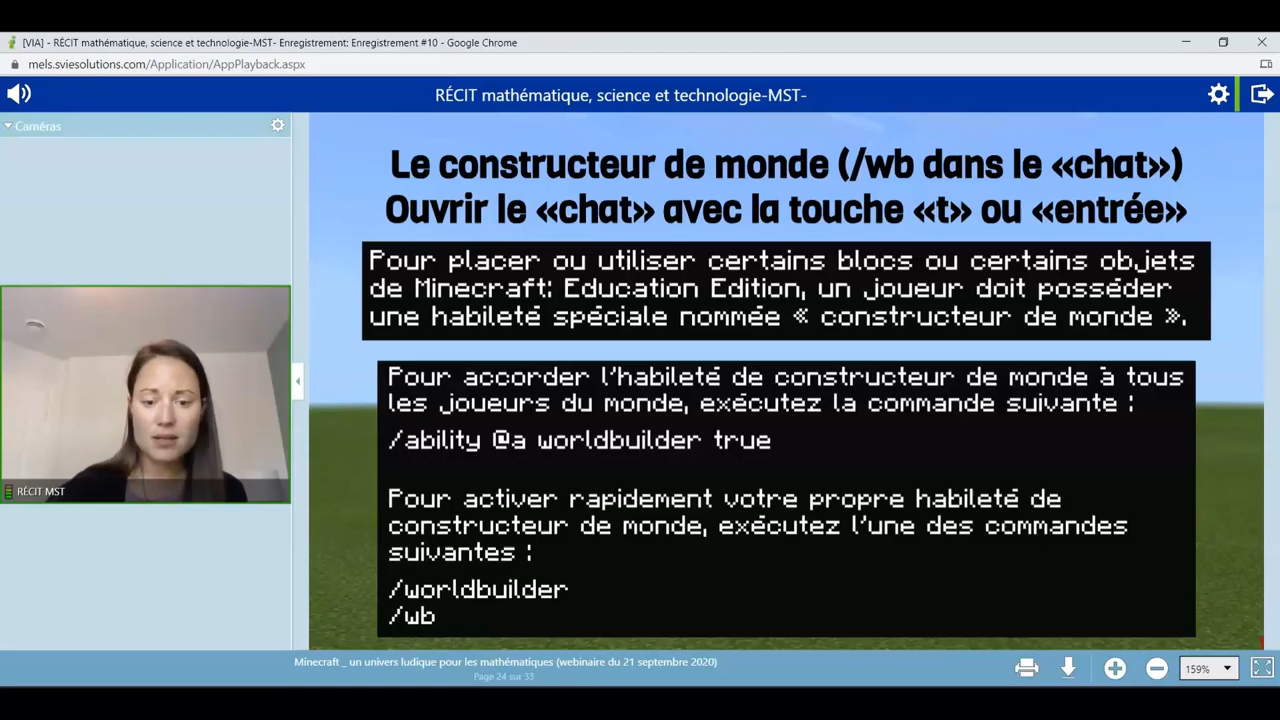 [VIA] - RÉCIT mathématique, science et technologie-MST- Enregistrement: Enregistrement #10 - Google Chrome
mels.sviesolutions.com/Application/AppPlayback.aspx
RÉCIT mathématique, science et technologie-MST-
Caméras
Le constructeur de monde (/wb dans le «chat»)
Ouvrir le «chat» avec la touche «t» ou «entrée»
Pour placer ou utiliser certains blocs ou certains objets
de Minecraft: Education Edition, un joueur doit posséder
une habileté spéciale nommée « constructeur de monde ».
Pour accorder l'habileté de constructeur de monde à tous
les joueurs du monde, exécutez la commande suivante :
/ability @a worldbuilder true
Pour activer rapidement votre propre habileté de
constructeur de monde, exécutez l'une des commandes
suivantes :
/worldbuilder
/wb
RÉCIT MST
Minecraft _ un univers ludique pour les mathématiques (webinaire du 21 septembre 2020)
Page 24 sur 33
159%